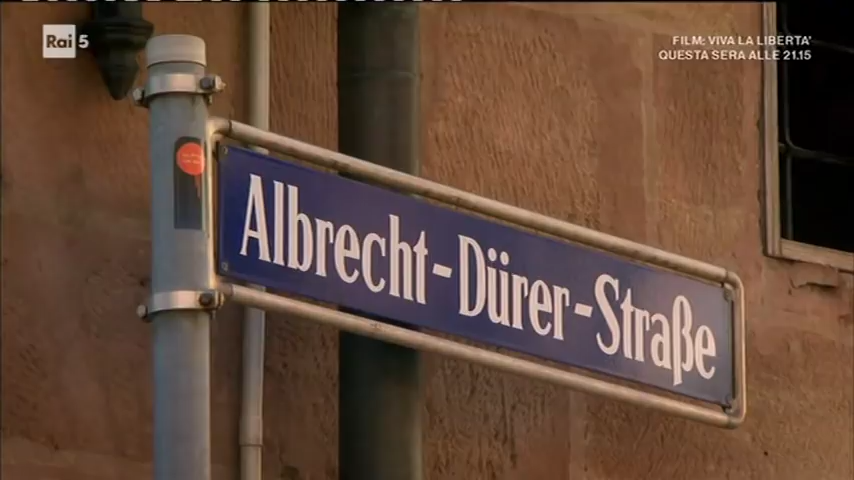 Rai 5
FILM: VIVA LA LIBERTA'
QUESTA SERA ALLE 21.15
Albrecht-Dürer-Straße